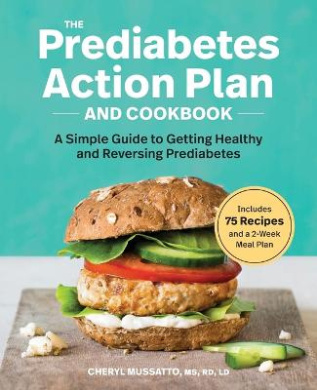 THE
Prediabetes
Action Plan
AND COOKBOOK
A Simple Guide to Getting Healthy
and Reversing Prediabetes
Includes
75 Recipes
and a 2-Week
Meal Plan
CHERYL MUSSATTO, MS, RD, LD